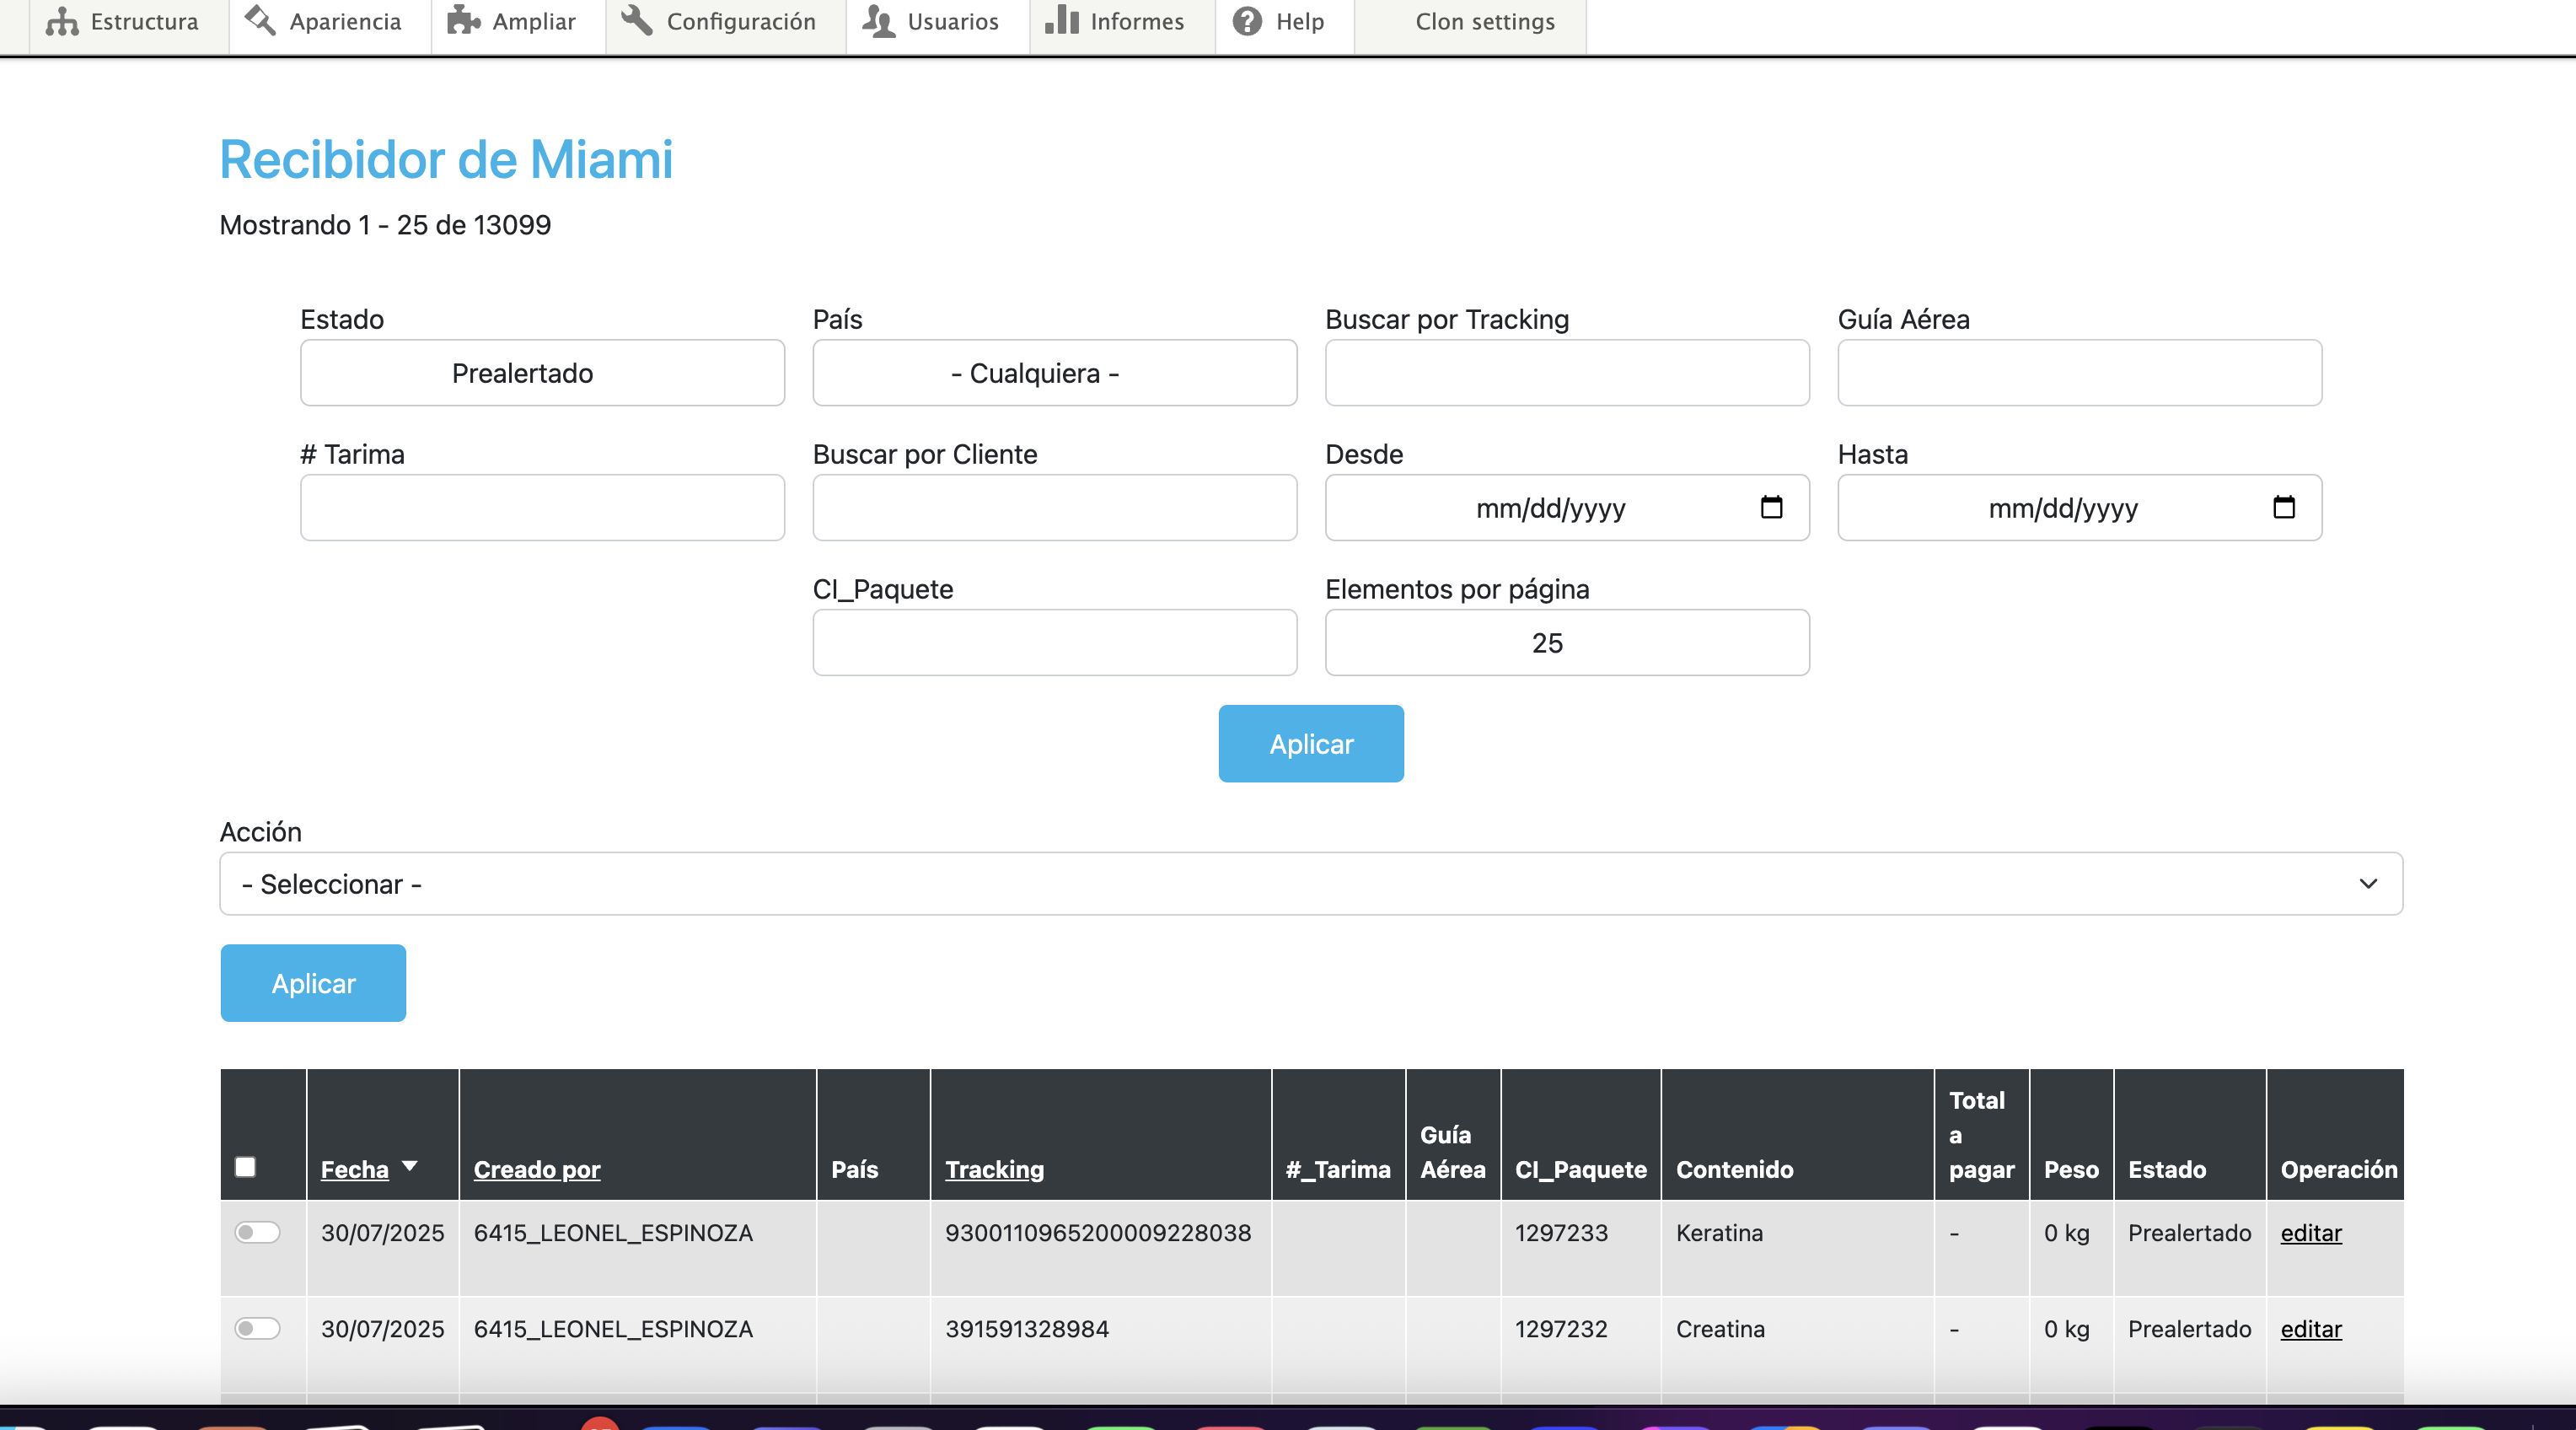 Estructura Apariencia Ampliar Configuración Usuarios Informes Help Clon settings
Recibidor de Miami
Mostrando 1 - 25 de 13099
Estado País Buscar por Tracking Guía Aérea
Prealertado - Cualquiera -
# Tarima Buscar por Cliente Desde Hasta
mm/dd/yyyy mm/dd/yyyy
CI_Paquete Elementos por página
25
Aplicar
Acción
- Seleccionar -
Aplicar
Fecha Creado por País Tracking #_Tarima Guía Aérea CI_Paquete Contenido Total a pagar Peso Estado Operación
30/07/2025 6415_LEONEL_ESPINOZA 9300110965200009228038 1297233 Keratina - 0 kg Prealertado editar
30/07/2025 6415_LEONEL_ESPINOZA 391591328984 1297232 Creatina - 0 kg Prealertado editar